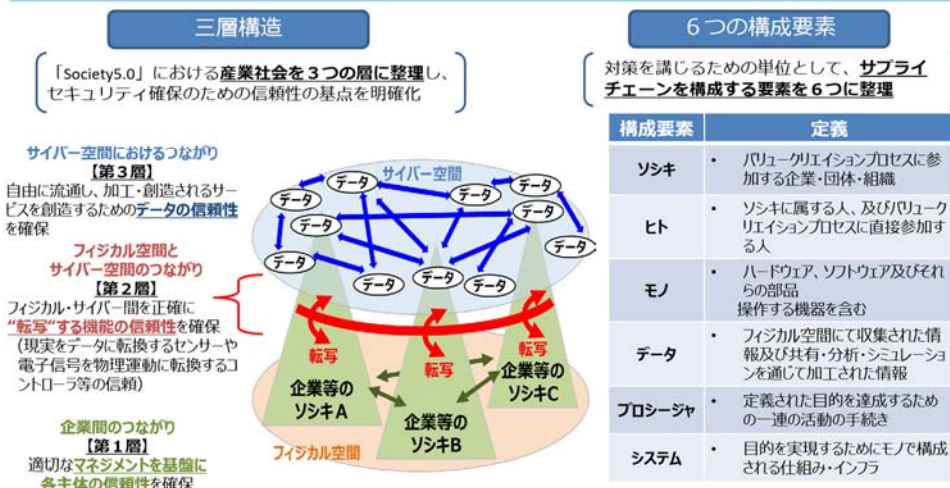 三層構造
「Society5.0」における産業社会を３つの層に整理し、
セキュリティ確保のための信頼性の基点を明確化
サイバー空間におけるつながり
【第３層】
自由に流通し、加工・創造されるサー
ビスを創造するためのデータの信頼性
を確保
フィジカル空間と
サイバー空間のつながり
【第２層】
フィジカル・サイバー間を正確に
“転写”する機能の信頼性を確保
（現実をデータに転換するセンサーや
電子信号を物理運動に転換するコ
ントローラ等の信頼）
企業間のつながり
【第１層】
適切なマネジメントを基盤に
各主体の信頼性を確保
サイバー空間
データ
データ
データ
データ
データ
データ
データ
データ
データ
データ
データ
データ
転写
転写
転写
企業等の
ソシキA
企業等の
ソシキB
企業等の
ソシキC
フィジカル空間
６つの構成要素
対策を講じるための単位として、サプライ
チェーンを構成する要素を６つに整理
構成要素 定義
ソシキ • バリュークリエイションプロセスに参
加する企業・団体・組織
ヒト • ソシキに属する人、及びバリューク
リエイションプロセスに直接参加す
る人
モノ • ハードウェア、ソフトウェア及びそれ
らの部品
操作する機器を含む
データ • フィジカル空間にて収集された情
報及び共有・分析・シミュレーショ
ンを通じて加工された情報
プロシージャ • 定義された目的を達成するため
の一連の活動の手続き
システム • 目的を実現するためにモノで構成
される仕組み・インフラ